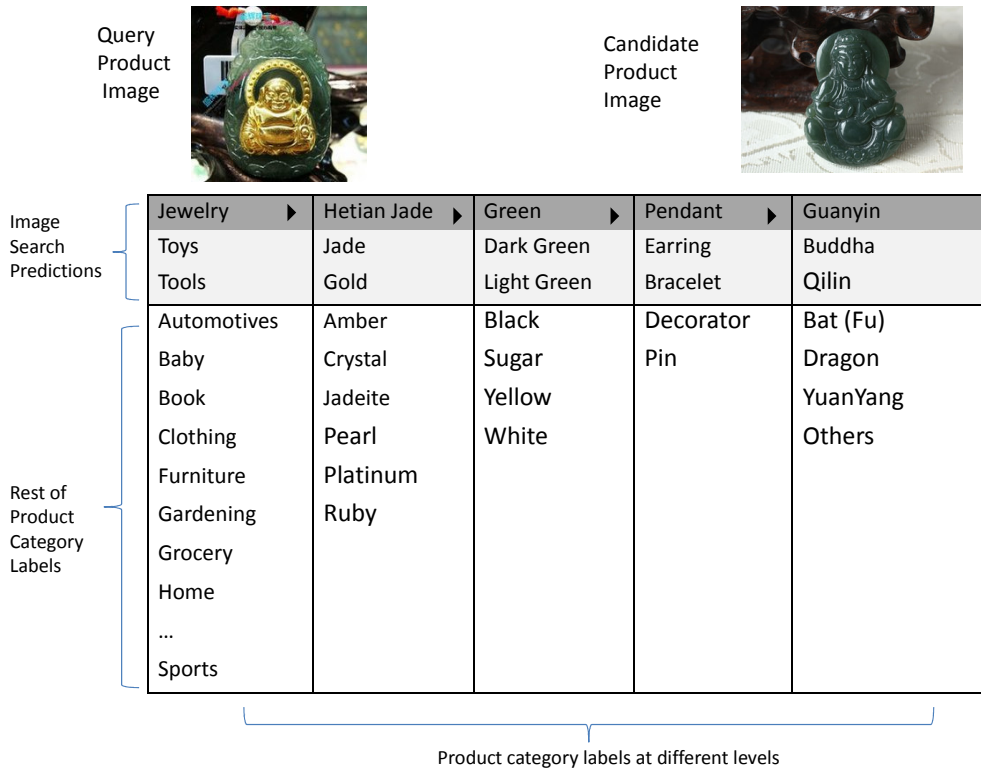 Query
Product
Image
Candidate
Product
Image
Image
Search
Predictions
Jewelry Hetian Jade Green Pendant Guanyin
Toys Jade Dark Green Earring Buddha
Tools Gold Light Green Bracelet Qilin
Rest of
Product
Category
Labels
Automotives Amber Black Decorator Bat (Fu)
Baby Crystal Sugar Pin Dragon
Book Jadeite Yellow YuanYang
Clothing Pearl White Others
Furniture Platinum
Gardening Ruby
Grocery
Home
...
Sports
Product category labels at different levels